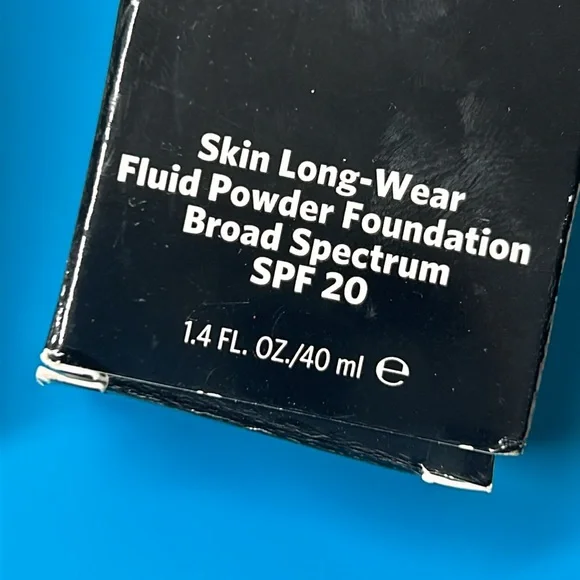 Skin Long-Wear
Fluid Powder Foundation
Broad Spectrum
SPF 20
1.4 FL. OZ./40 ml ℮